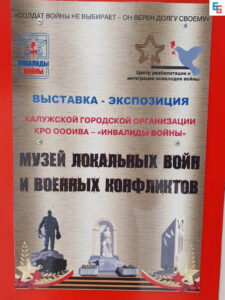 «СОЛДАТ ВОЙНЫ НЕ ВЫБИРАЕТ - ОН ВЕРЕН ДОЛГУ СВОЕМУ»
ИНВАЛИДЫ
ВОЙНЫ
Центр реабилитации и
интеграции инвалидов войны
ВЫСТАВКА - ЭКСПОЗИЦИЯ
КАЛУЖСКОЙ ГОРОДСКОЙ ОРГАНИЗАЦИИ
КРО ОООИВА – «ИНВАЛИДЫ ВОЙНЫ»
МУЗЕЙ ЛОКАЛЬНЫХ ВОЙН
И ВОЕННЫХ КОНФЛИКТОВ